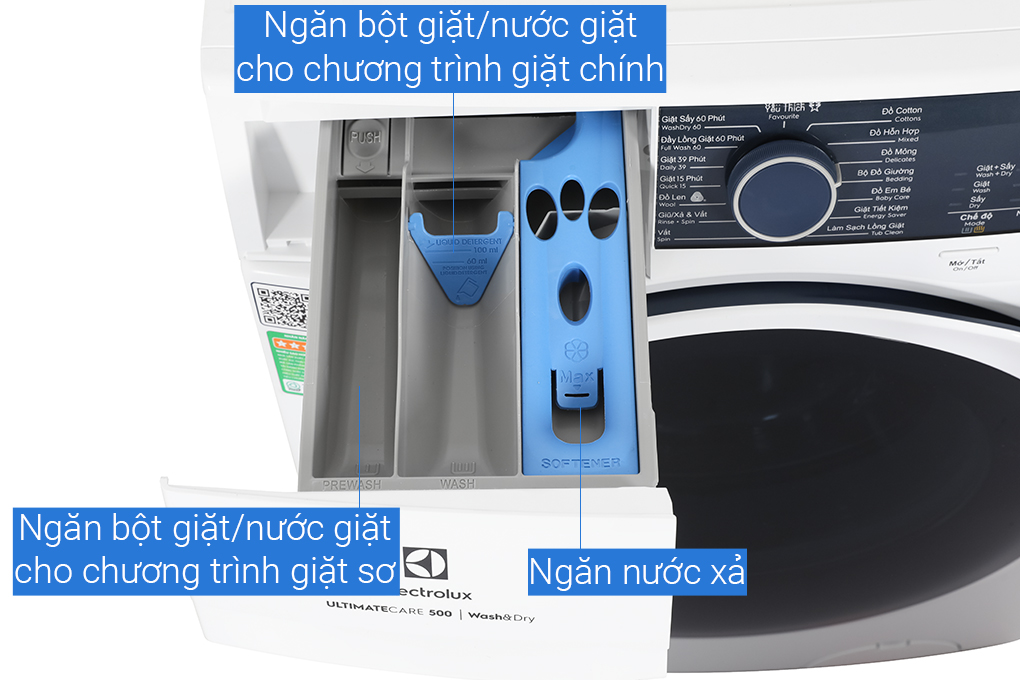 Ngăn bột giặt/nước giặt
cho chương trình giặt chính
PUSH
LIQUID DETERGENT
100 ml
60 ml
Max
SOFTENER
PREWASH
WASH
Giặt Sấy 60 Phút
WashDry 60
Đầy Lồng Giặt 60 Phút
Full Wash 60
Giặt 39 Phút
Daily 39
Giặt 15 Phút
Quick 15
Đồ Len
Wool
Giũ/Xả & Vắt
Rinse + Spin
Vắt
Spin
Yêu Thích
Favourite
Đồ Cotton
Cottons
Đồ Hỗn Hợp
Mixed
Đồ Mỏng
Delicates
Bộ Đồ Giường
Bedding
Đồ Em Bé
Baby Care
Giặt Tiết Kiệm
Energy Saver
Làm Sạch Lồng Giặt
Tub Clean
Giặt+Sấy
Wash+Dry
Giặt
Wash
Sấy
Dry
Chế độ
Mode
Mở/Tắt
On/Off
Ngăn bột giặt/nước giặt
cho chương trình giặt sơ
Ngăn nước xả
ectrolux
ULTIMATECARE 500 | Wash&Dry